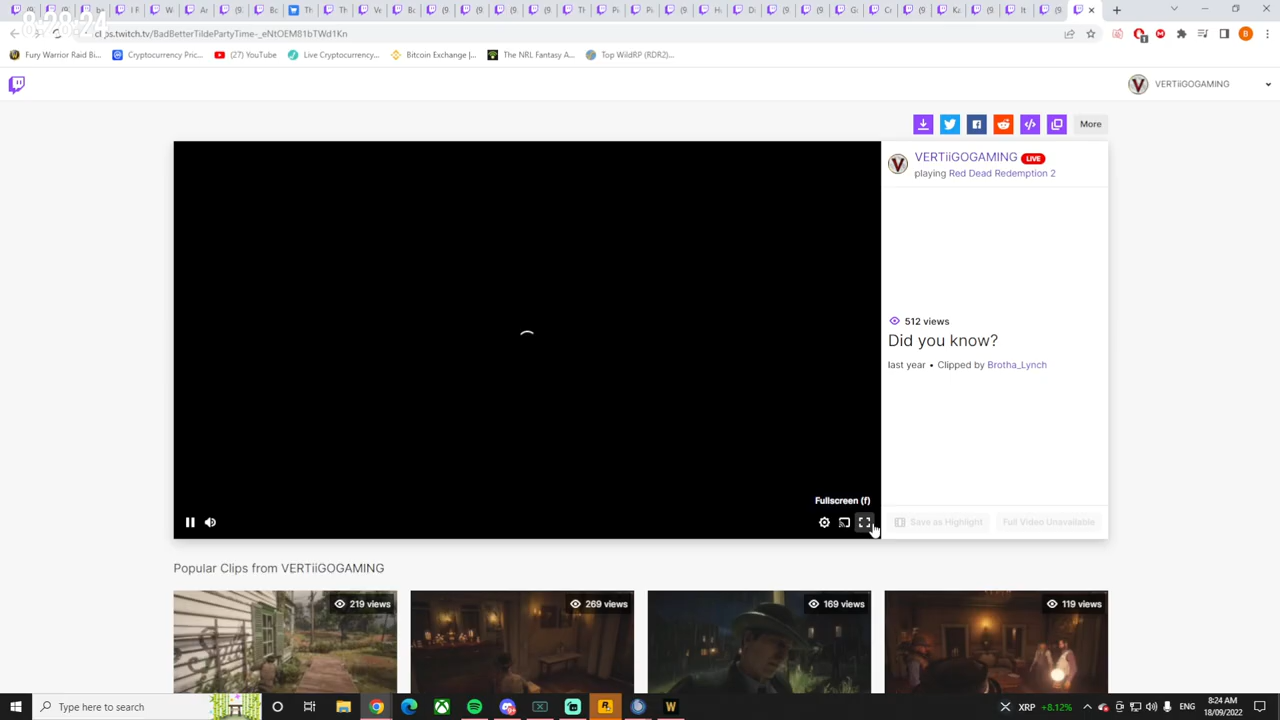 8:28:24
clips.twitch.tv/BadBetterTildePartyTime-_eNtOEM81bTWd1Kn
Fury Warrior Raid Bi...
Cryptocurrency Pric...
(27) YouTube
Live Cryptocurrency...
Bitcoin Exchange |...
The NRL Fantasy A...
Top WildRP (RDR2)...
VERTiiGOGAMING
More
VERTiiGOGAMING LIVE
playing Red Dead Redemption 2
512 views
Did you know?
last year • Clipped by Brotha_Lynch
Fullscreen (f)
Save as Highlight
Full Video Unavailable
Popular Clips from VERTiiGOGAMING
219 views
269 views
169 views
119 views
Type here to search
XRP +8.12%
ENG
8:24 AM
18/09/2022